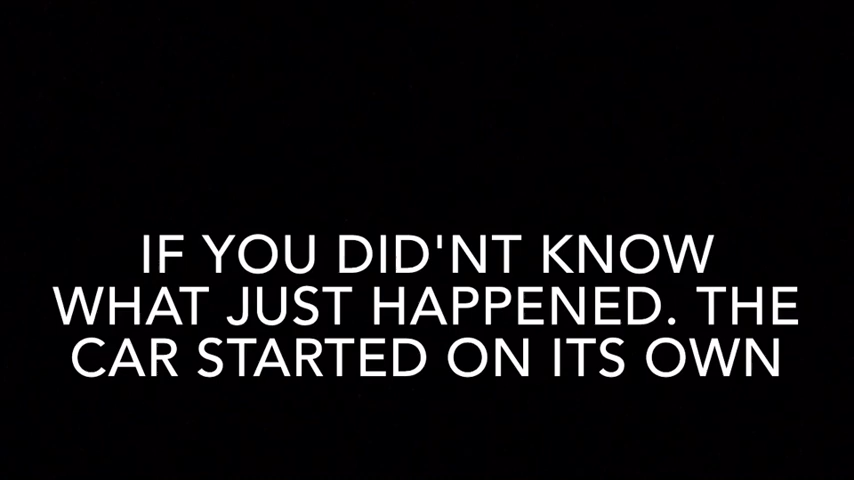 IF YOU DID'NT KNOW
WHAT JUST HAPPENED. THE
CAR STARTED ON ITS OWN